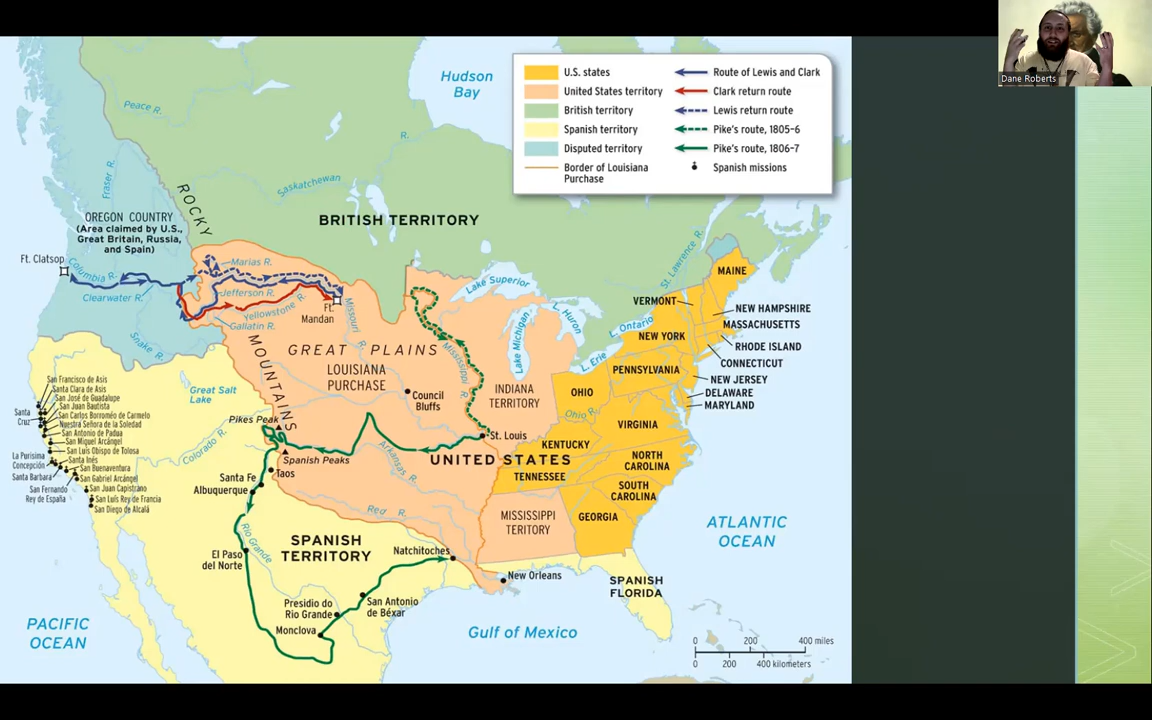 Dane Roberts
Hudson
Bay
U.S. states
United States territory
British territory
Spanish territory
Disputed territory
Border of Louisiana
Purchase
Route of Lewis and Clark
Clark return route
Lewis return route
Pike's route, 1805–6
Pike's route, 1806–7
Spanish missions
Peace R.
R.
Fraser R.
Saskatchewan
ROCKY
MOUNTAINS
BRITISH TERRITORY
OREGON COUNTRY
(Area claimed by U.S.,
Great Britain, Russia,
and Spain)
Ft. Clatsop
Columbia R.
Clearwater R.
Snake R.
Marias R.
Jefferson R.
Yellowstone R.
Gallatin R.
Ft.
Mandan
Missouri
R.
GREAT PLAINS
LOUISIANA
PURCHASE
Council
Bluffs
Mississippi
R.
Lake Superior
Lake Michigan
L. Huron
L. Ontario
L. Erie
St. Lawrence R.
MAINE
VERMONT
NEW HAMPSHIRE
MASSACHUSETTS
NEW YORK
RHODE ISLAND
CONNECTICUT
PENNSYLVANIA
NEW JERSEY
DELAWARE
MARYLAND
INDIANA
TERRITORY
OHIO
Ohio R.
VIRGINIA
KENTUCKY
St. Louis
UNITED STATES
TENNESSEE
NORTH
CAROLINA
SOUTH
CAROLINA
GEORGIA
MISSISSIPPI
TERRITORY
ATLANTIC
OCEAN
Great Salt
Lake
Pikes Peak
Colorado R.
Spanish Peaks
Arkansas R.
Taos
Santa Fe
Albuquerque
Red R.
San Francisco de Asis
Santa Clara de Asis
San José de Guadalupe
San Juan Bautista
Santa
Cruz
San Carlos Borroméo de Carmelo
Nuestra Señora de la Soledad
San Antonio de Padua
San Miquel Arcángel
San Luis Obispo de Tolosa
La Purisima
Concepción
Santa Inés
San Buenaventura
Santa Barbara
San Gabriel Arcángel
San Fernando
Rey de España
San Juan Capistrano
San Luis Rey de Francia
San Diego de Alcalá
SPANISH
TERRITORY
El Paso
del Norte
Rio Grande
Natchitoches
New Orleans
SPANISH
FLORIDA
Presidio do
Rio Grande
San Antonio
de Béxar
Monclova
PACIFIC
OCEAN
Gulf of Mexico
0 200 400 miles
0 200 400 kilometers